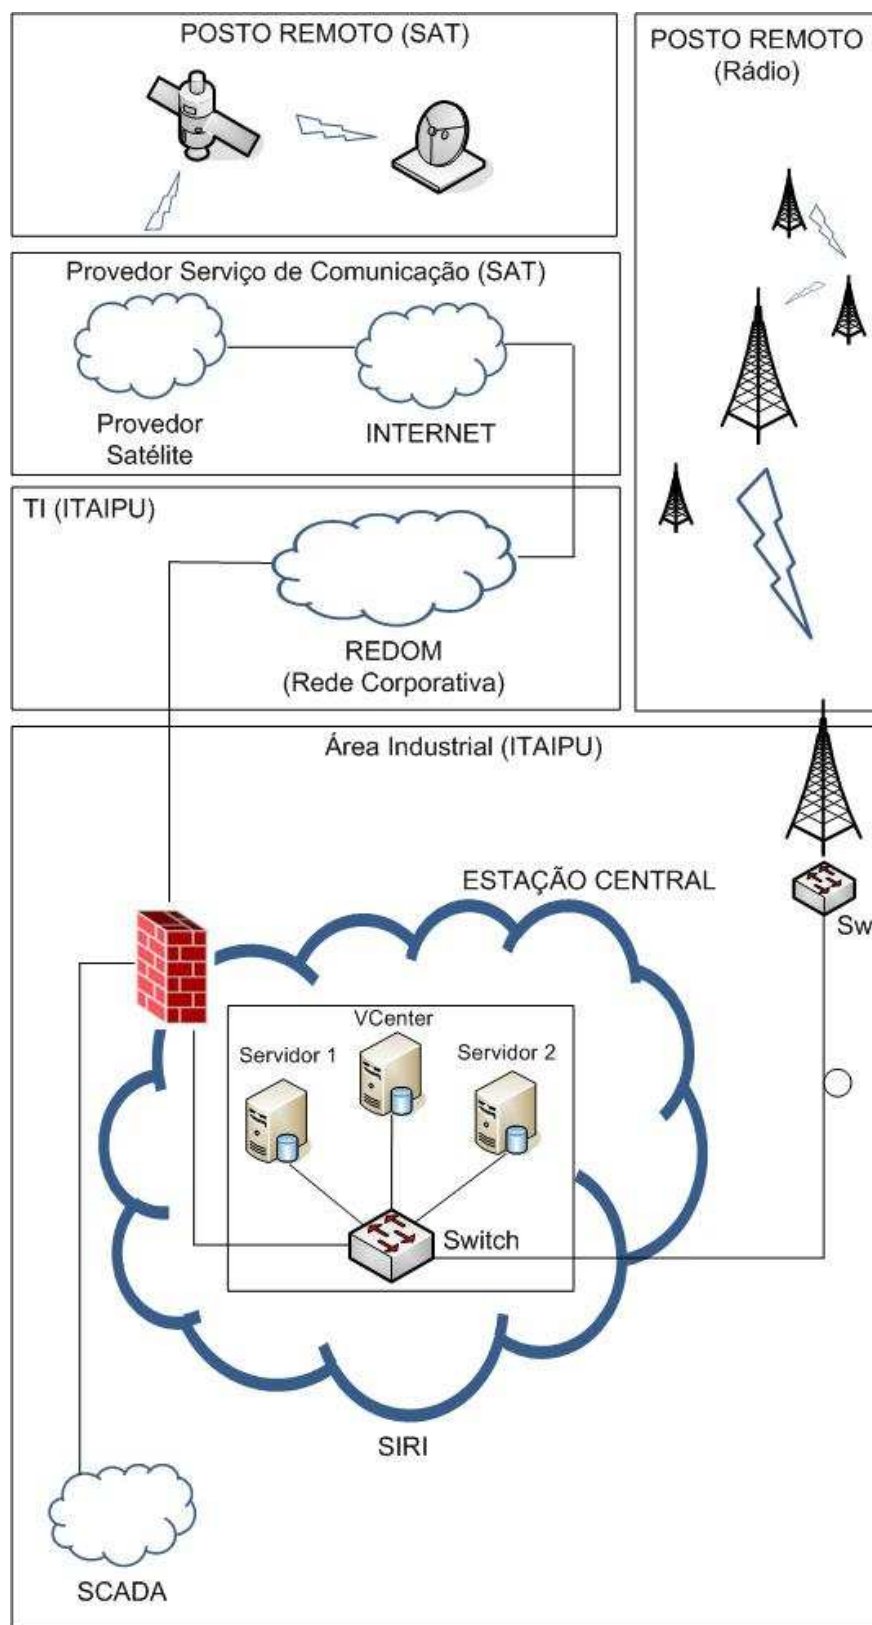 POSTO REMOTO (SAT)
POSTO REMOTO
(Rádio)
Provedor Serviço de Comunicação (SAT)
Provedor
Satélite
INTERNET
TI (ITAIPU)
REDOM
(Rede Corporativa)
Área Industrial (ITAIPU)
ESTAÇÃO CENTRAL
Sw
VCenter
Servidor 1
Servidor 2
Switch
SIRI
SCADA